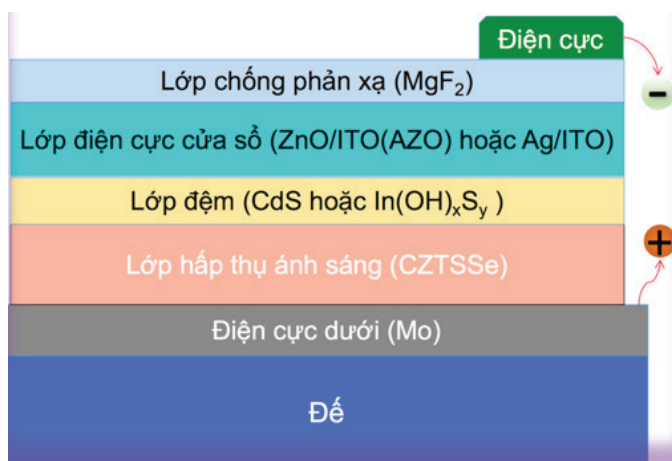 Điện cực
Lớp chống phản xạ (MgF₂)
-
Lớp điện cực cửa sổ (ZnO/ITO(AZO) hoặc Ag/ITO)
Lớp đệm (CdS hoặc In(OH)ₓSᵧ )
+
Lớp hấp thụ ánh sáng (CZTSSe)
Điện cực dưới (Mo)
Đế